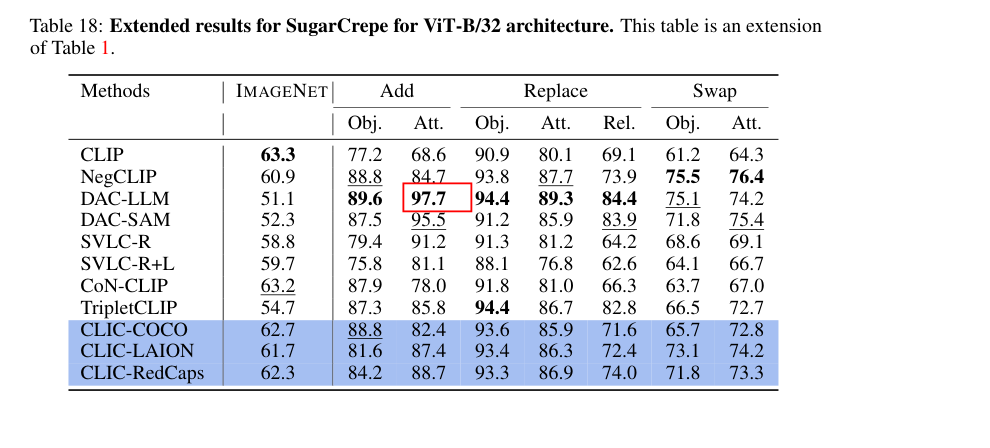 Table 18: Extended results for SugarCrepe for ViT-B/32 architecture. This table is an extension
of Table 1.
Methods IMAGENET Add Replace Swap
Obj. Att. Obj. Att. Rel. Obj. Att.
CLIP 63.3 77.2 68.6 90.9 80.1 69.1 61.2 64.3
NegCLIP 60.9 88.8 84.7 93.8 87.7 73.9 75.5 76.4
DAC-LLM 51.1 89.6 97.7 94.4 89.3 84.4 75.1 74.2
DAC-SAM 52.3 87.5 95.5 91.2 85.9 83.9 71.8 75.4
SVLC-R 58.8 79.4 91.2 91.3 81.2 64.2 68.6 69.1
SVLC-R+L 59.7 75.8 81.1 88.1 76.8 62.6 64.1 66.7
CoN-CLIP 63.2 87.9 78.0 91.8 81.0 66.3 63.7 67.0
TripletCLIP 54.7 87.3 85.8 94.4 86.7 82.8 66.5 72.7
CLIC-COCO 62.7 88.8 82.4 93.6 85.9 71.6 65.7 72.8
CLIC-LAION 61.7 81.6 87.4 93.4 86.3 72.4 73.1 74.2
CLIC-RedCaps 62.3 84.2 88.7 93.3 86.9 74.0 71.8 73.3